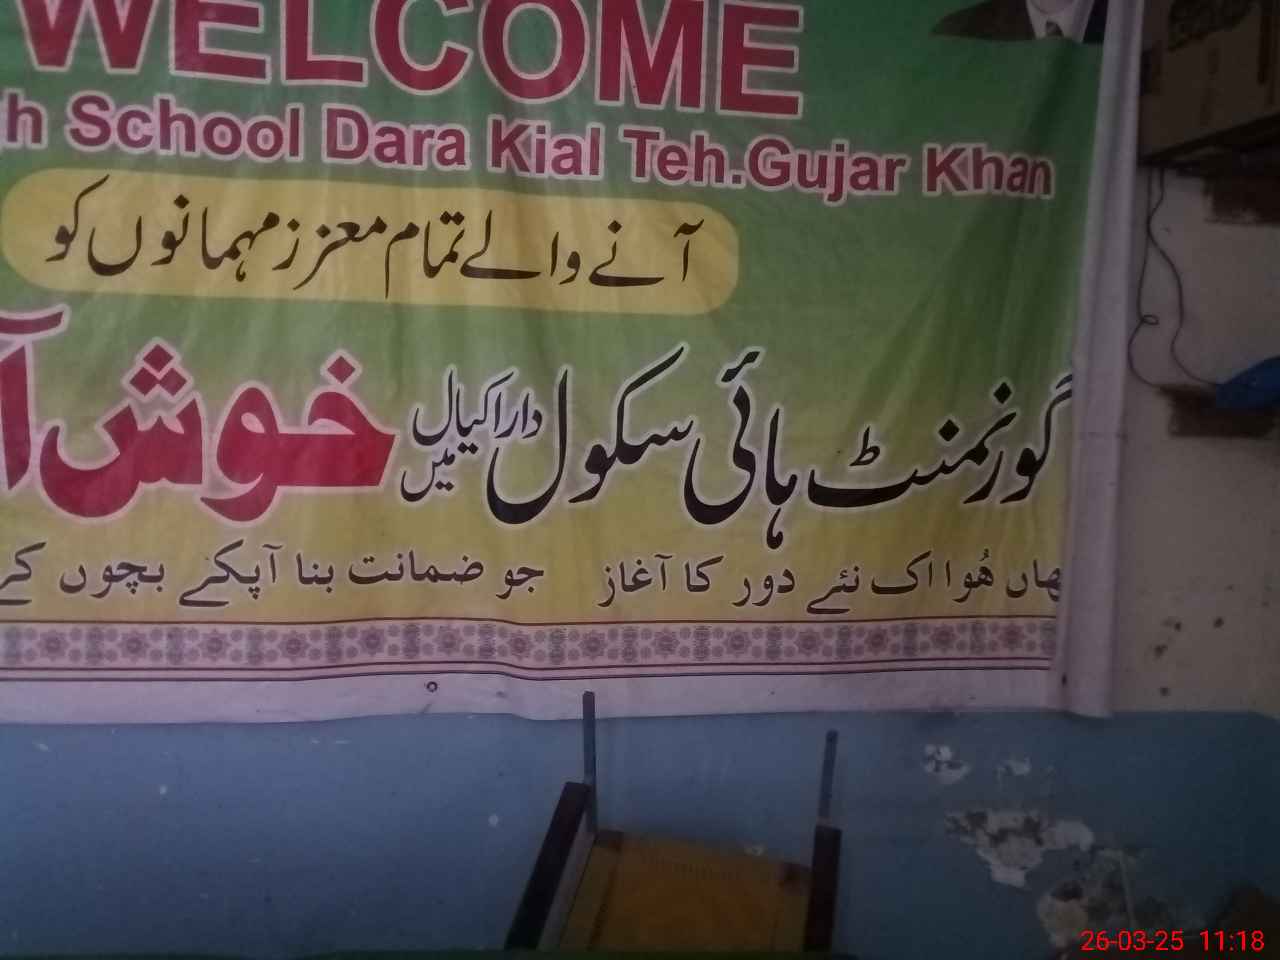 WELCOME
gh School Dara Kial Teh.Gujar Khan
آنے والے تمام معزز مہمانوں کو
گورنمنٹ ہائی سکول دارا کیال میں خوش آ
ہُوا اک نئے دور کا آغاز جو ضمانت بنا آپکے بچوں کے
26-03-25 11:18